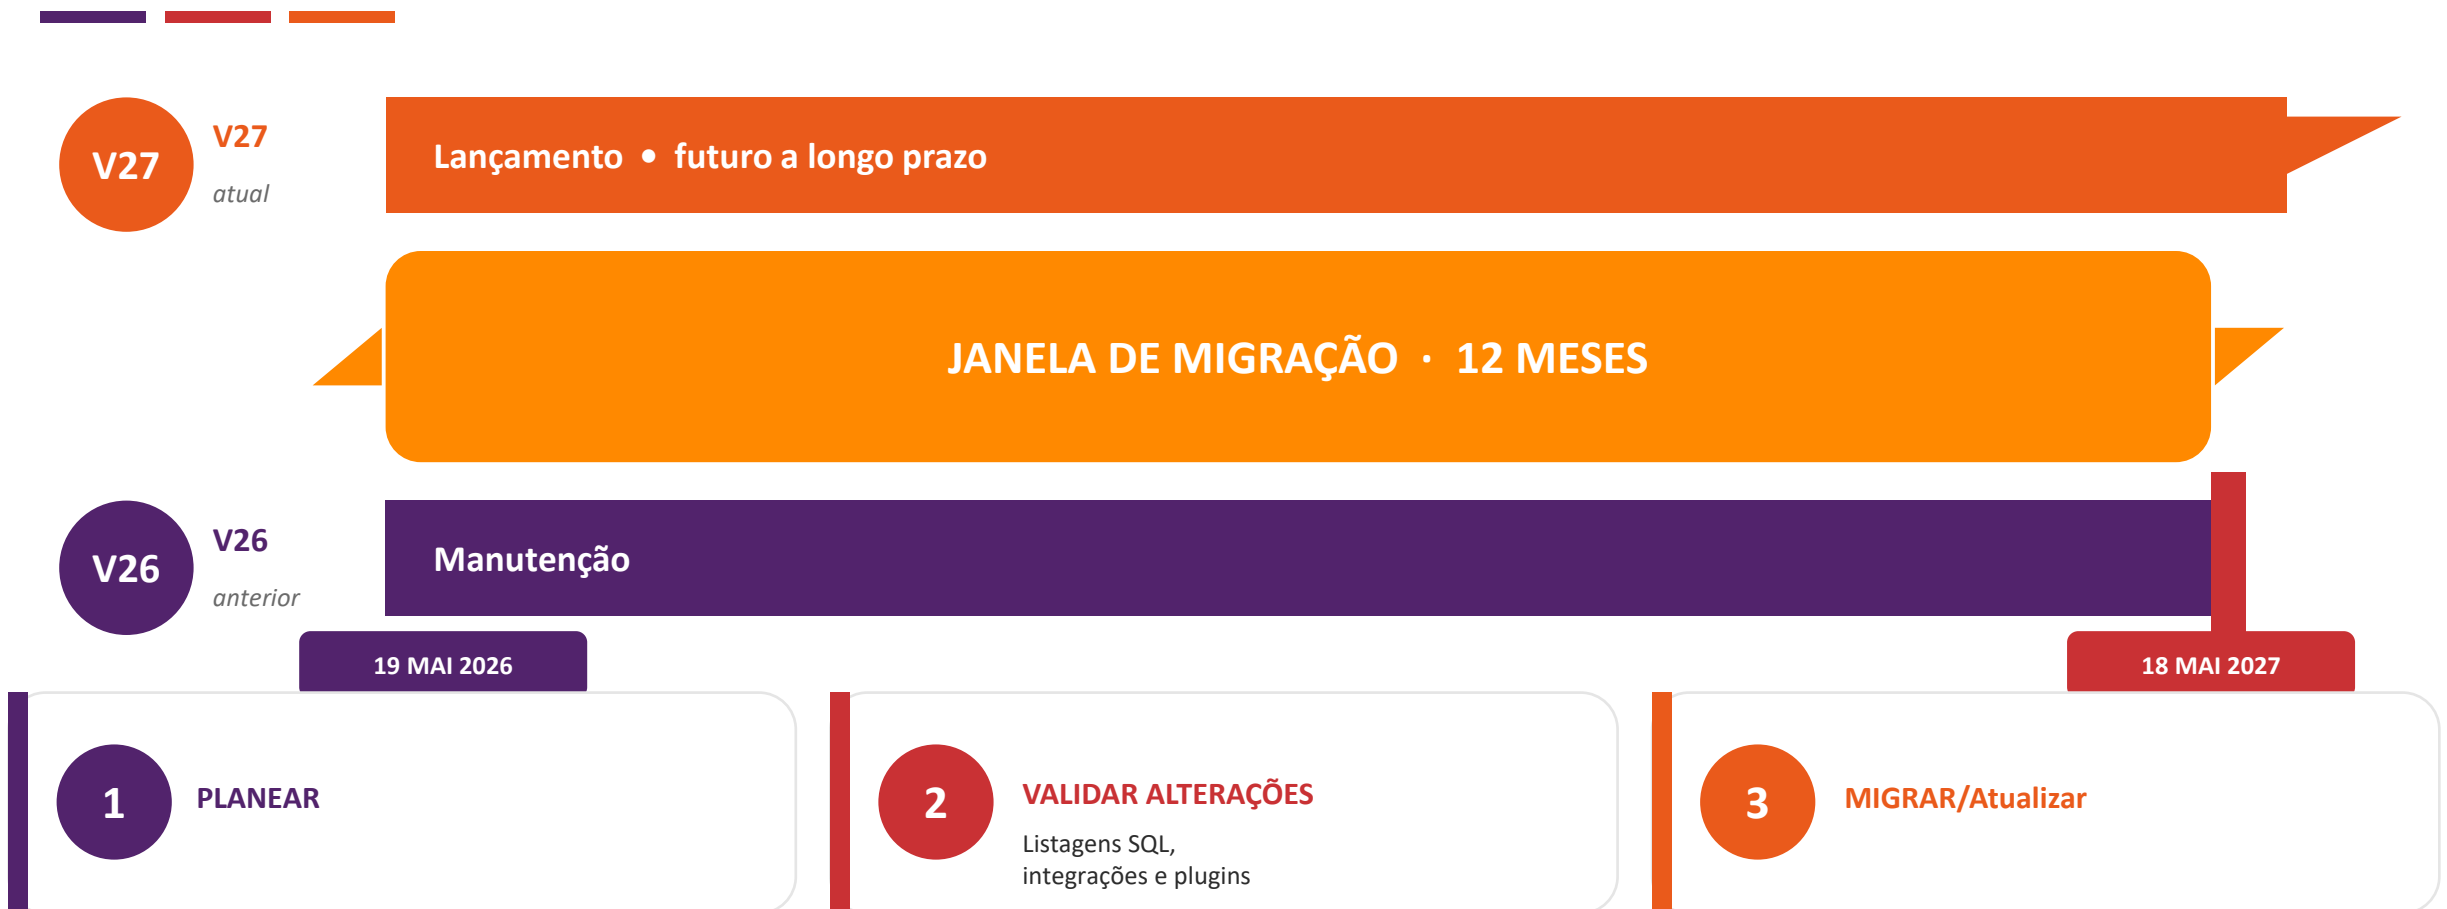 V27
V27
atual
Lançamento • futuro a longo prazo
JANELA DE MIGRAÇÃO · 12 MESES
V26
V26
anterior
Manutenção
19 MAI 2026
18 MAI 2027
1
PLANEAR
2
VALIDAR ALTERAÇÕES
Listagens SQL,
integrações e plugins
3
MIGRAR/Atualizar